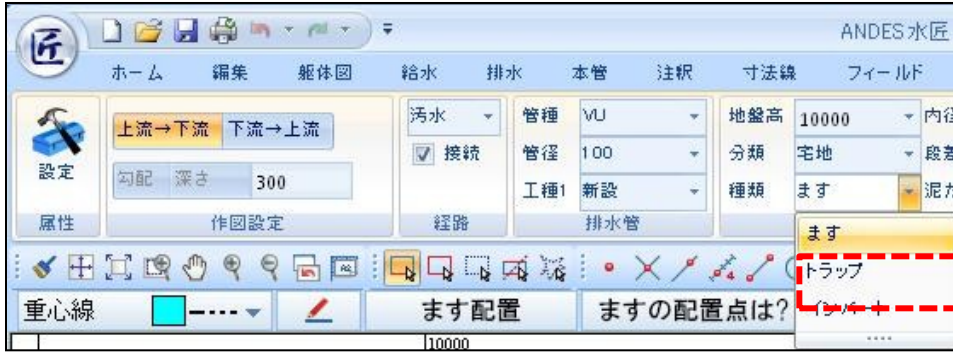 ANDES水匠
ホーム 編集 躯体図 給水 排水 本管 注釈 寸法線 フィールド
上流→下流 下流→上流 汚水 管種 VU 地盤高 10000
接続 管径 100 分類 宅地
設定 勾配 深さ 300 工種1 新設 種類 ます
属性 作図設定 経路 排水管
ます
トラップ
重心線 ます配置 ますの配置点は?
10000